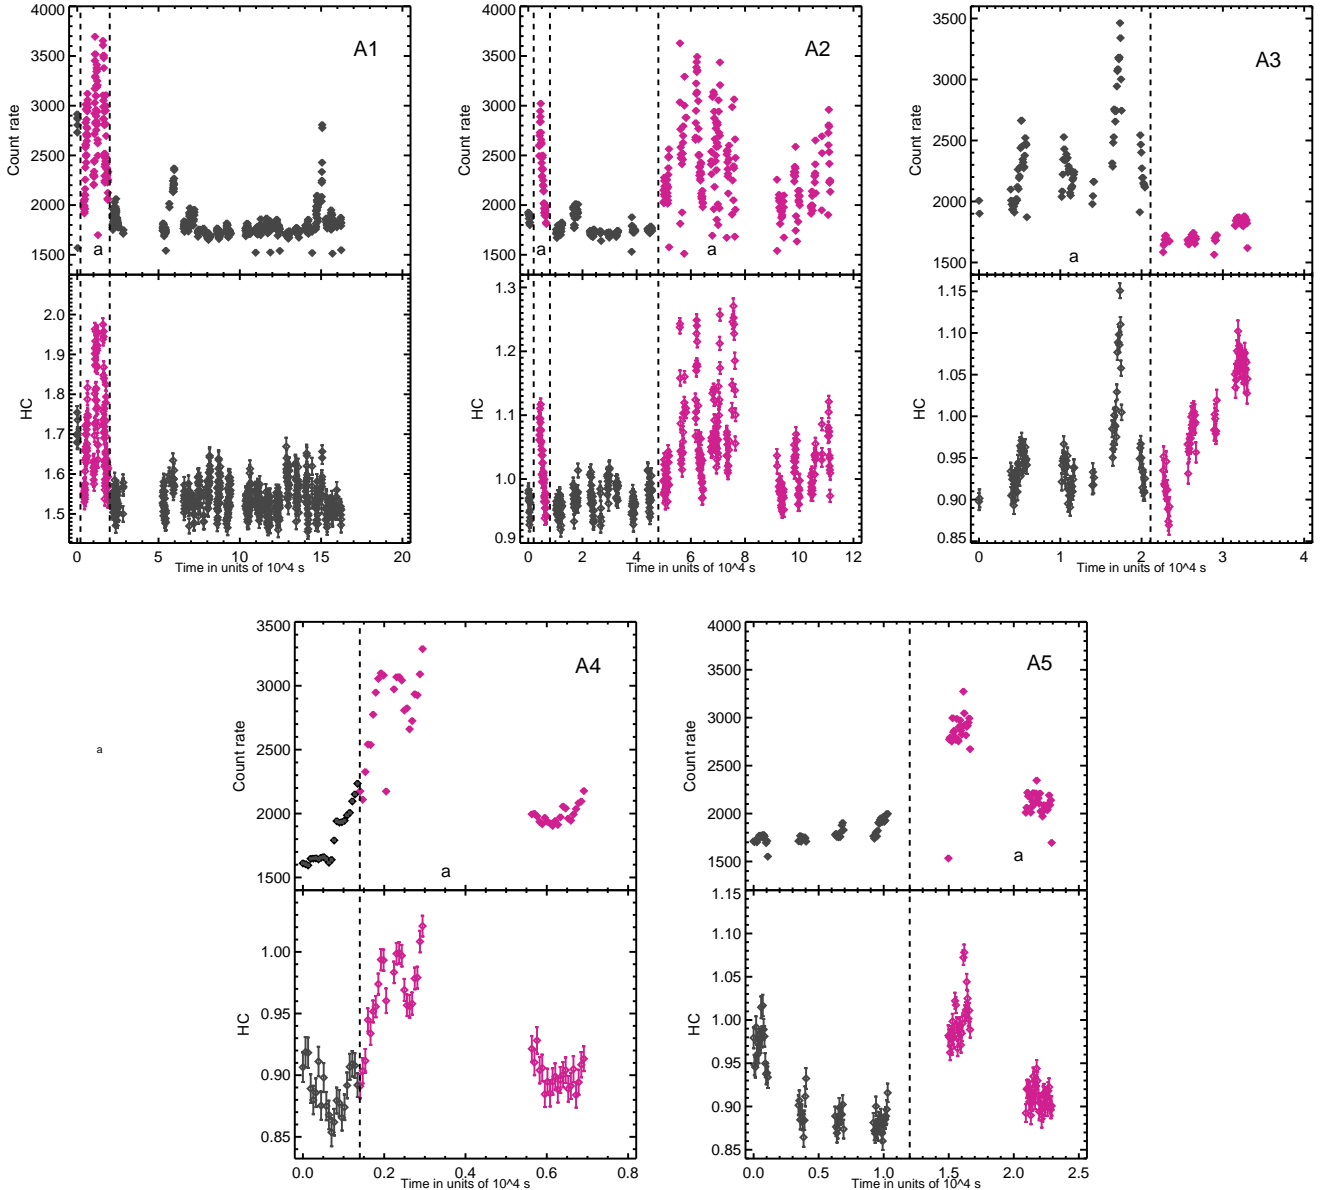 A1
Count rate
4000
3500
3000
2500
2000
1500
a
HC
2.0
1.9
1.8
1.7
1.6
1.5
0 5 10 15 20
Time in units of 10^4 s
A2
Count rate
4000
3500
3000
2500
2000
1500
a a
HC
1.3
1.2
1.1
1.0
0.9
0 2 4 6 8 10 12
Time in units of 10^4 s
A3
Count rate
3500
3000
2500
2000
1500
a
HC
1.15
1.10
1.05
1.00
0.95
0.90
0.85
0 1 2 3 4
Time in units of 10^4 s
a
A4
Count rate
3500
3000
2500
2000
1500
a
HC
1.00
0.95
0.90
0.85
0.0 0.2 0.4 0.6 0.8
Time in units of 10^4 s
A5
Count rate
4000
3500
3000
2500
2000
1500
a
HC
1.15
1.10
1.05
1.00
0.95
0.90
0.85
0.0 0.5 1.0 1.5 2.0 2.5
Time in units of 10^4 s